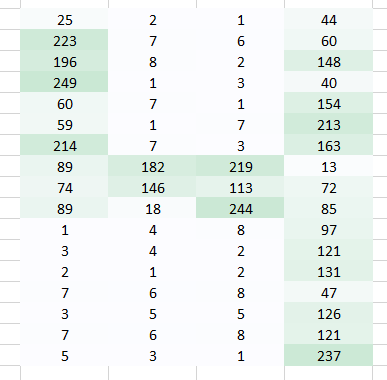 25 2 1 44
223 7 6 60
196 8 2 148
249 1 3 40
60 7 1 154
59 1 7 213
214 7 3 163
89 182 219 13
74 146 113 72
89 18 244 85
1 4 8 97
3 4 2 121
2 1 2 131
7 6 8 47
3 5 5 126
7 6 8 121
5 3 1 237